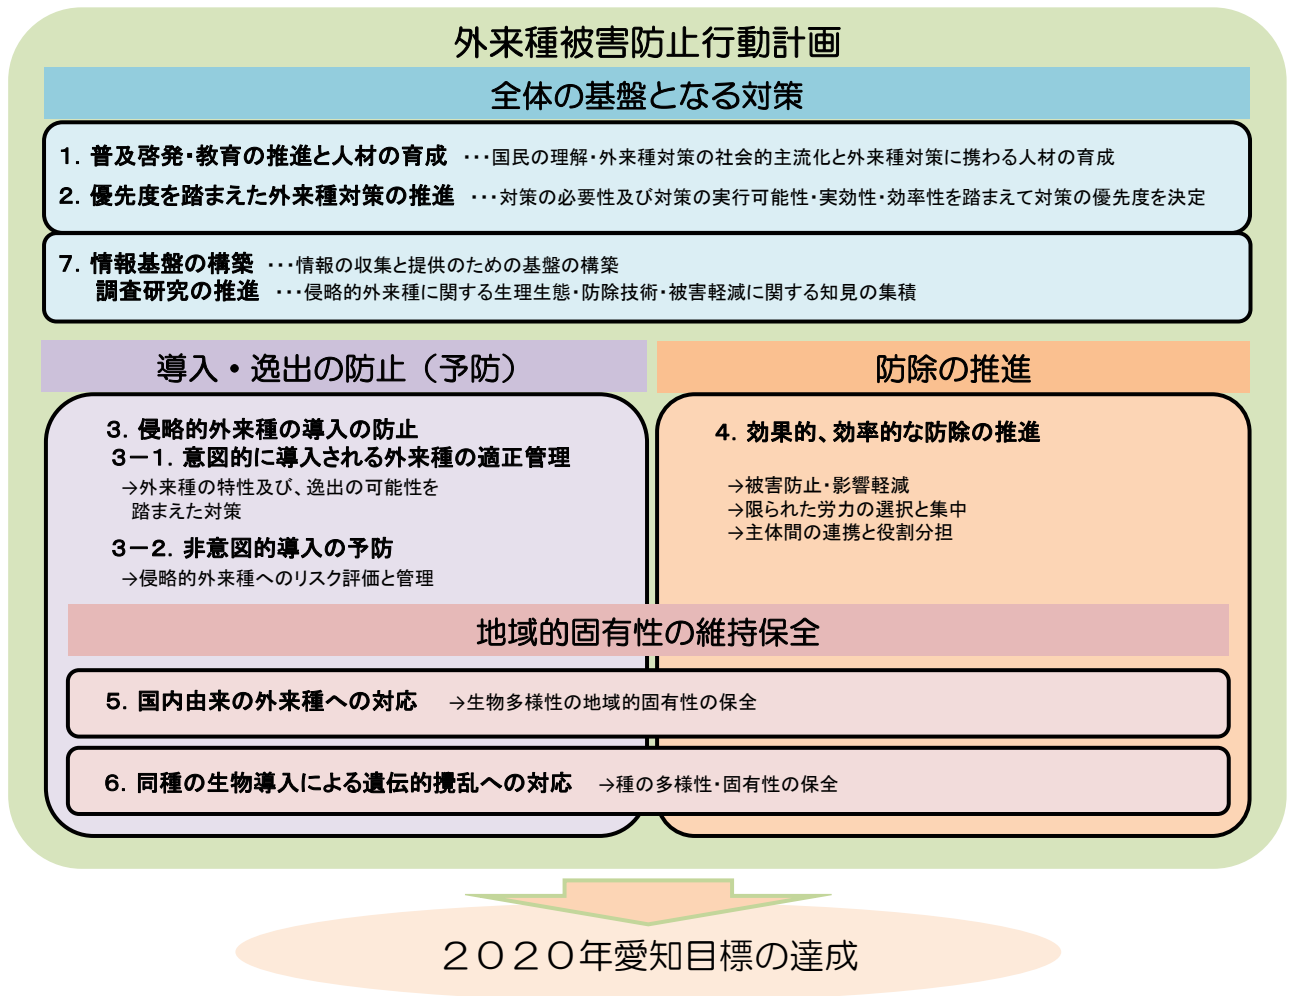 外来種被害防止行動計画
全体の基盤となる対策
１．普及啓発・教育の推進と人材の育成 ・・・国民の理解・外来種対策の社会的主流化と外来種対策に携わる人材の育成
２．優先度を踏まえた外来種対策の推進 ・・・対策の必要性及び対策の実行可能性・実効性・効率性を踏まえて対策の優先度を決定
７．情報基盤の構築 ・・・情報の収集と提供のための基盤の構築
調査研究の推進 ・・・侵略的外来種に関する生理生態・防除技術・被害軽減に関する知見の集積
導入・逸出の防止（予防）
３．侵略的外来種の導入の防止
３－１．意図的に導入される外来種の適正管理
→外来種の特性及び、逸出の可能性を
踏まえた対策
３－２．非意図的導入の予防
→侵略的外来種へのリスク評価と管理
防除の推進
４．効果的、効率的な防除の推進
→被害防止・影響軽減
→限られた労力の選択と集中
→主体間の連携と役割分担
地域的固有性の維持保全
５．国内由来の外来種への対応 →生物多様性の地域的固有性の保全
６．同種の生物導入による遺伝的攪乱への対応 →種の多様性・固有性の保全
２０２０年愛知目標の達成